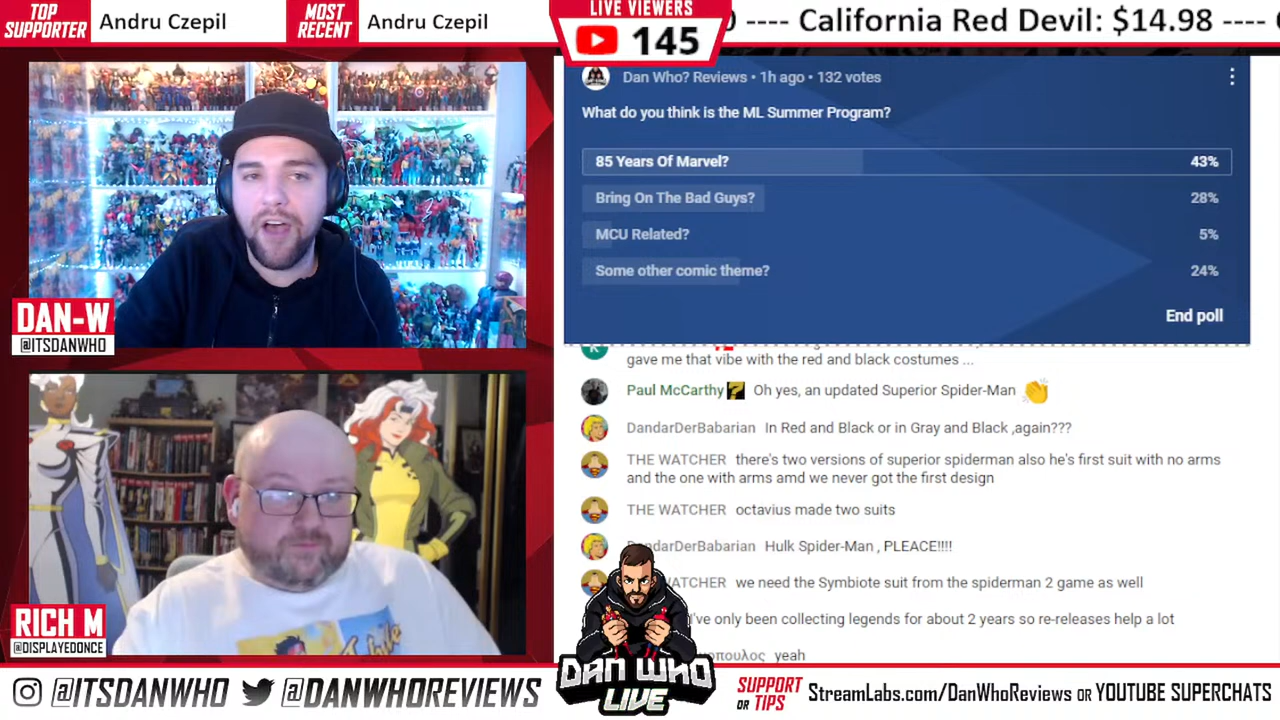 TOP
SUPPORTER
Andru Czepil
MOST
RECENT
Andru Czepil
LIVE VIEWERS
145
---- California Red Devil: $14.98 ----
Dan Who? Reviews • 1h ago • 132 votes
What do you think is the ML Summer Program?
85 Years Of Marvel? 43%
Bring On The Bad Guys? 28%
MCU Related? 5%
Some other comic theme? 24%
End poll
gave me that vibe with the red and black costumes ...
Paul McCarthy Oh yes, an updated Superior Spider-Man
DandarDerBabarian In Red and Black or in Gray and Black ,again???
THE WATCHER there's two versions of superior spiderman also he's first suit with no arms
and the one with arms amd we never got the first design
THE WATCHER octavius made two suits
DandarDerBabarian Hulk Spider-Man , PLEACE!!!!
WATCHER we need the Symbiote suit from the spiderman 2 game as well
I've only been collecting legends for about 2 years so re-releases help a lot
yeah
DAN-W
@ITSDANWHO
RICH M
@DISPLAYEDONCE
DAN WHO
LIVE
@ITSDANWHO
@DANWHOREVIEWS
SUPPORT
OR TIPS
StreamLabs.com/DanWhoReviews OR YOUTUBE SUPERCHATS